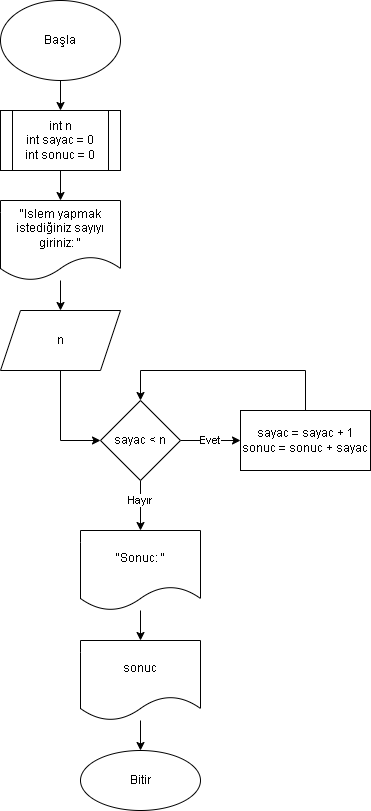 Başla
int n
int sayac = 0
int sonuc = 0
"Islem yapmak
istediğiniz sayıyı
giriniz: "
n
sayac < n
Evet
sayac = sayac + 1
sonuc = sonuc + sayac
Hayır
"Sonuc: "
sonuc
Bitir